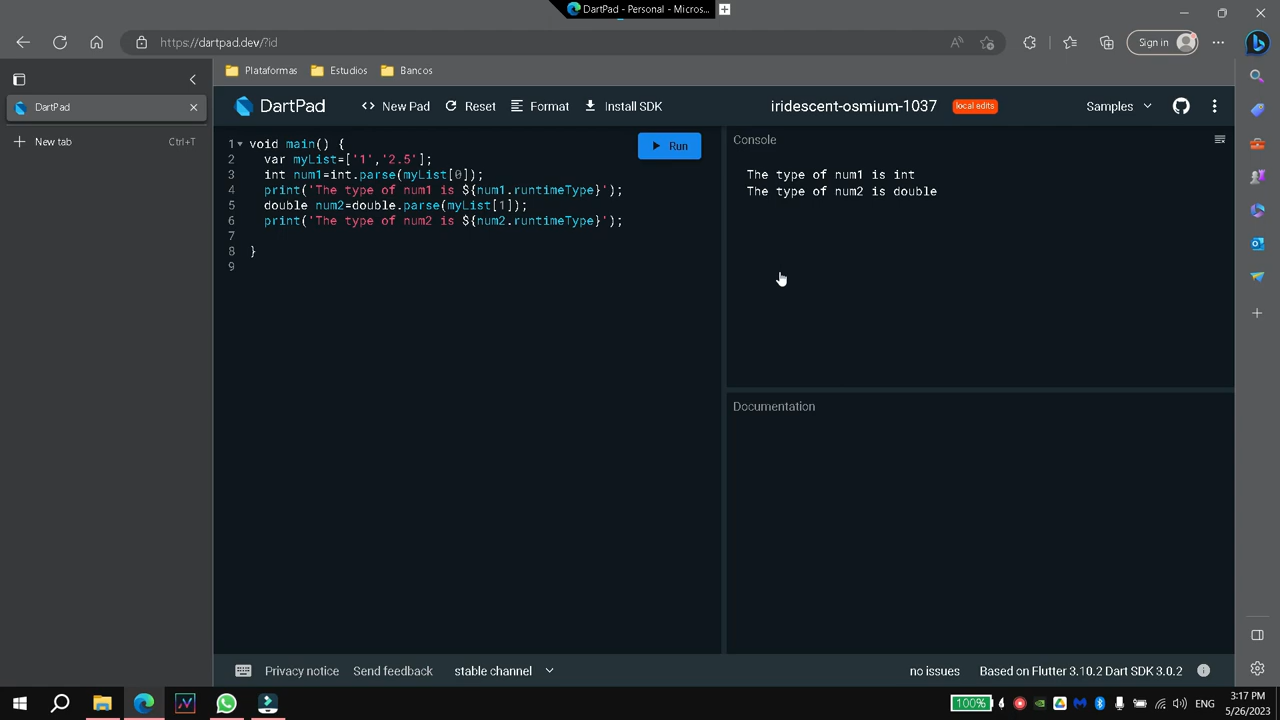 DartPad - Personal - Micros...
https://dartpad.dev/?id
Sign in
Plataformas
Estudios
Bancos
DartPad
New tab
Ctrl+T
DartPad
New Pad
Reset
Format
Install SDK
iridescent-osmium-1037
local edits
Samples
1 void main() {
2 var myList=['1','2.5'];
3 int num1=int.parse(myList[0]);
4 print('The type of num1 is ${num1.runtimeType}');
5 double num2=double.parse(myList[1]);
6 print('The type of num2 is ${num2.runtimeType}');
7
8 }
9
Run
Console
The type of num1 is int
The type of num2 is double
Documentation
Privacy notice
Send feedback
stable channel
no issues
Based on Flutter 3.10.2 Dart SDK 3.0.2
100%
ENG
3:17 PM
5/26/2023